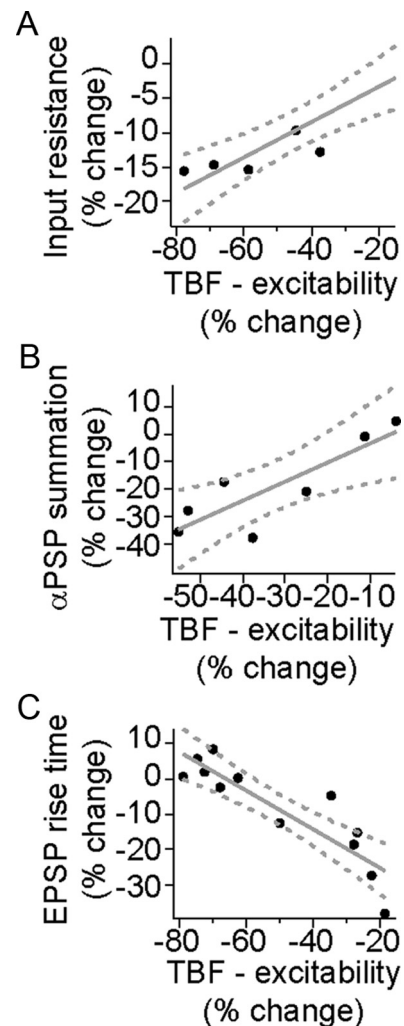 A
Input resistance
(% change)
0
-5
-10
-15
-20
-80 -60 -40 -20
TBF - excitability
(% change)
B
αPSP summation
(% change)
10
0
-10
-20
-30
-40
-50 -40 -30 -20 -10
TBF - excitability
(% change)
C
EPSP rise time
(% change)
10
0
-10
-20
-30
-80 -60 -40 -20
TBF - excitability
(% change)